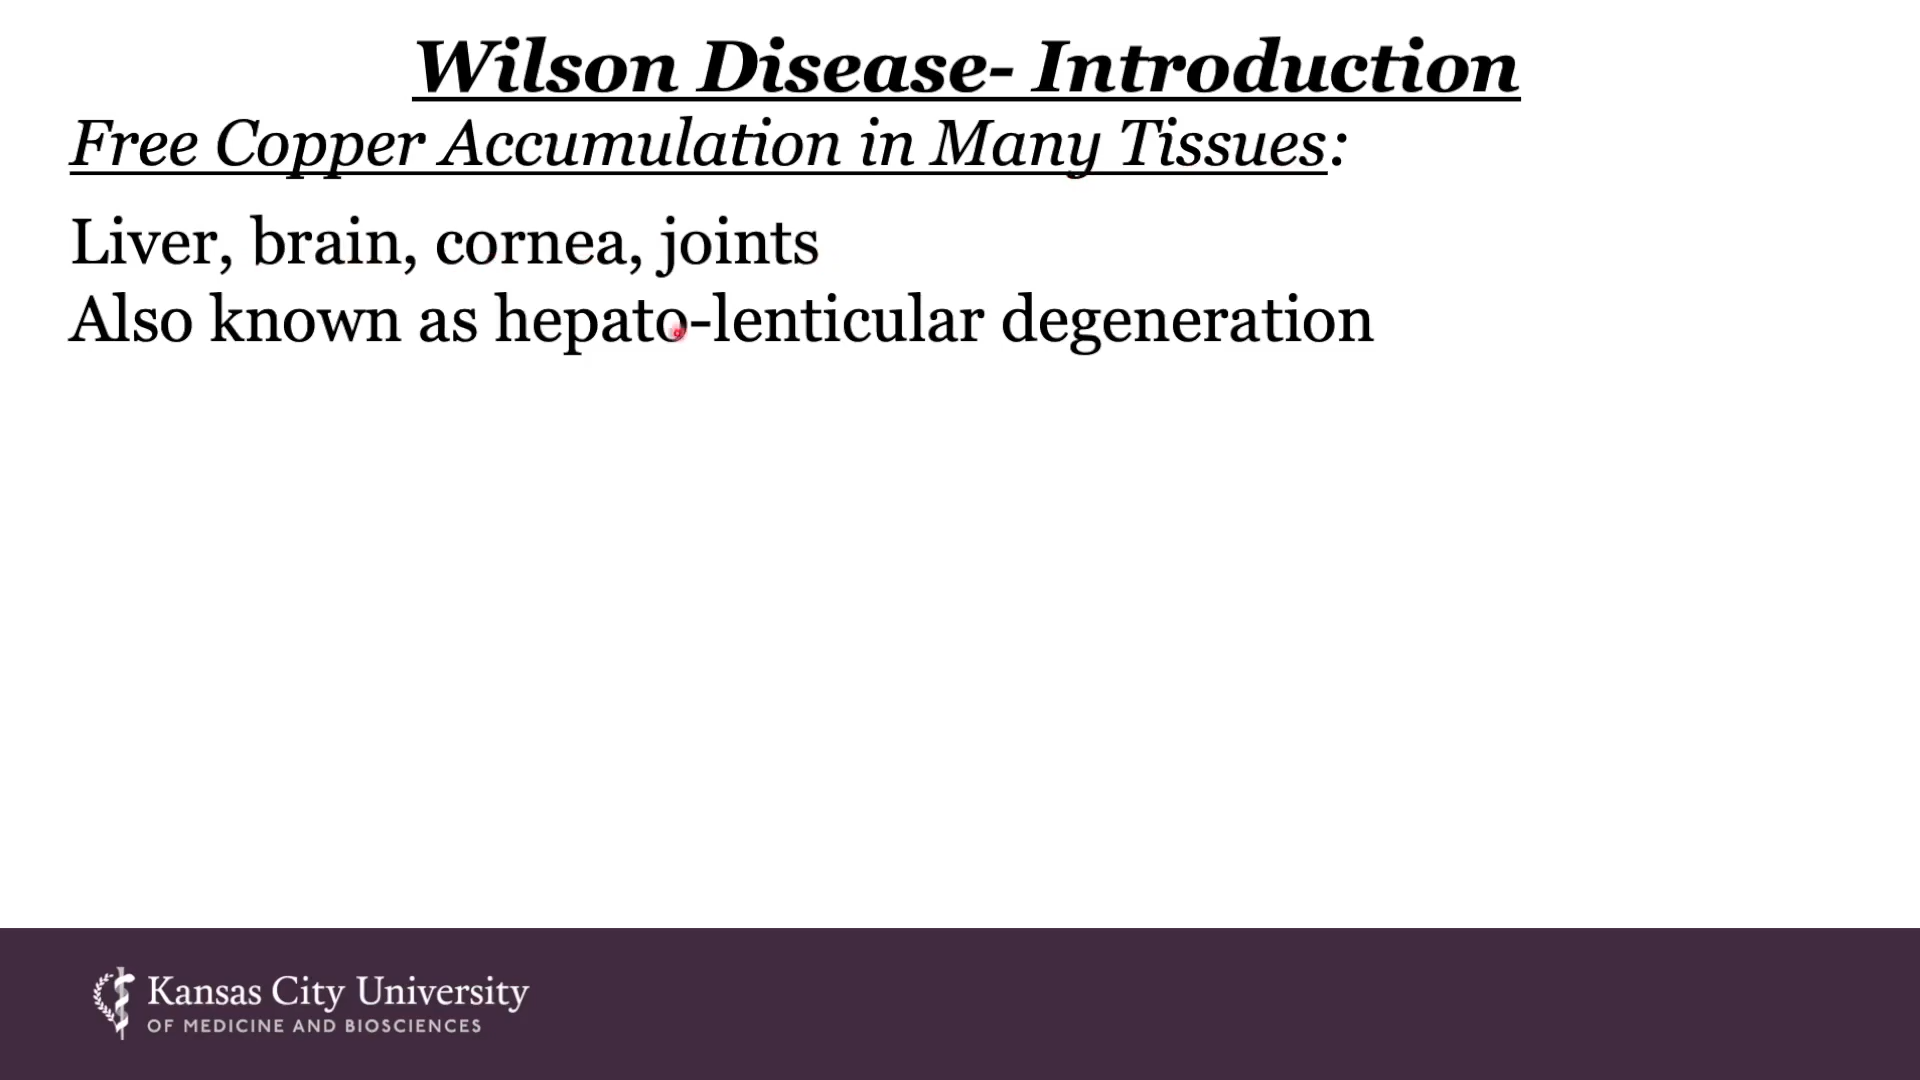 Wilson Disease- Introduction
Free Copper Accumulation in Many Tissues:
Liver, brain, cornea, joints
Also known as hepato-lenticular degeneration
Kansas City University
OF MEDICINE AND BIOSCIENCES